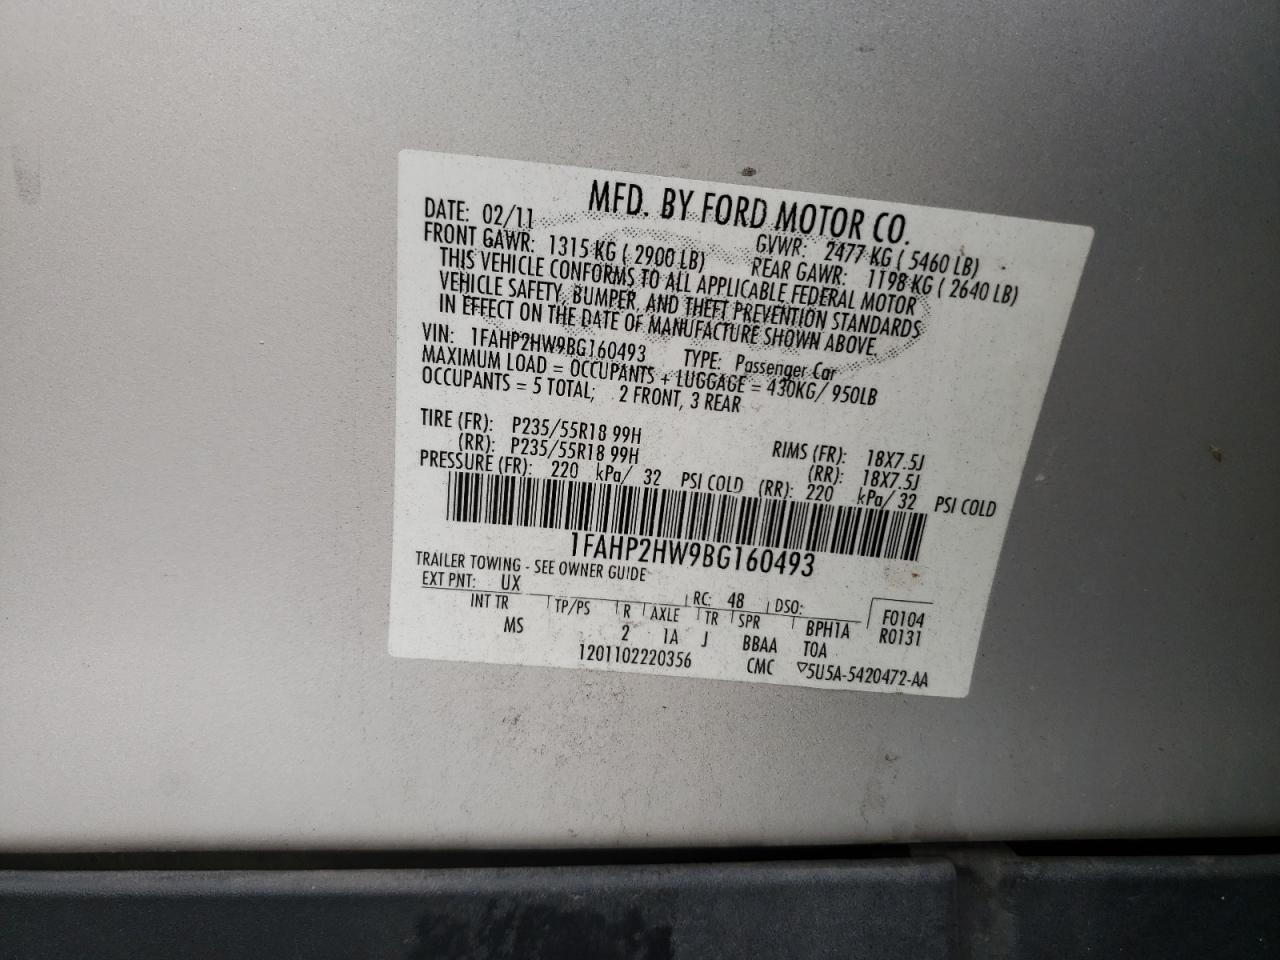 MFD. BY FORD MOTOR CO.
DATE: 02/11 GVWR: 2477 KG ( 5460 LB)
FRONT GAWR: 1315 KG ( 2900 LB) REAR GAWR: 1198 KG ( 2640 LB)
THIS VEHICLE CONFORMS TO ALL APPLICABLE FEDERAL MOTOR
VEHICLE SAFETY, BUMPER, AND THEFT PREVENTION STANDARDS
IN EFFECT ON THE DATE OF MANUFACTURE SHOWN ABOVE.
VIN: 1FAHP2HW9BG160493 TYPE: Passenger Car
MAXIMUM LOAD = OCCUPANTS + LUGGAGE = 430KG/ 950LB
OCCUPANTS = 5 TOTAL; 2 FRONT, 3 REAR
TIRE (FR): P235/55R18 99H RIMS (FR): 18X7.5J
(RR): P235/55R18 99H (RR): 18X7.5J
PRESSURE (FR): 220 kPa/ 32 PSI COLD (RR): 220 kPa/ 32 PSI COLD
1FAHP2HW9BG160493
TRAILER TOWING - SEE OWNER GUIDE
EXT PNT: UX RC: 48 DSO: F0104
INT TR TP/PS R AXLE TR SPR BPH1A R0131
MS 2 1A J BBAA TOA
1201102220356 CMC ▽5U5A-5420472-AA